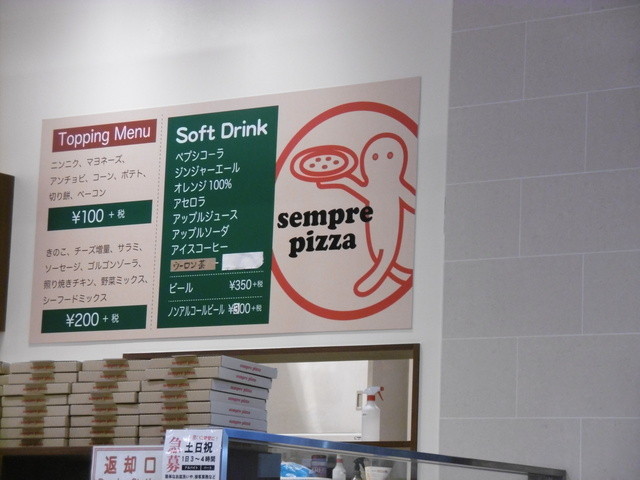 Topping Menu
ニンニク、マヨネーズ、
アンチョビ、コーン、ポテト、
切り餅、ベーコン
¥100 + 税
きのこ、チーズ増量、サラミ、
ソーセージ、ゴルゴンゾーラ、
照り焼きチキン、野菜ミックス、
シーフードミックス
¥200 + 税
Soft Drink
ペプシコーラ
ジンジャーエール
オレンジ100%
アセロラ
アップルジュース
アップルソーダ
アイスコーヒー
ウーロン茶
ビール ¥350+税
ノンアルコールビール ¥300+税
sempre
pizza
返却口
急募
土日祝
1日3~4時間